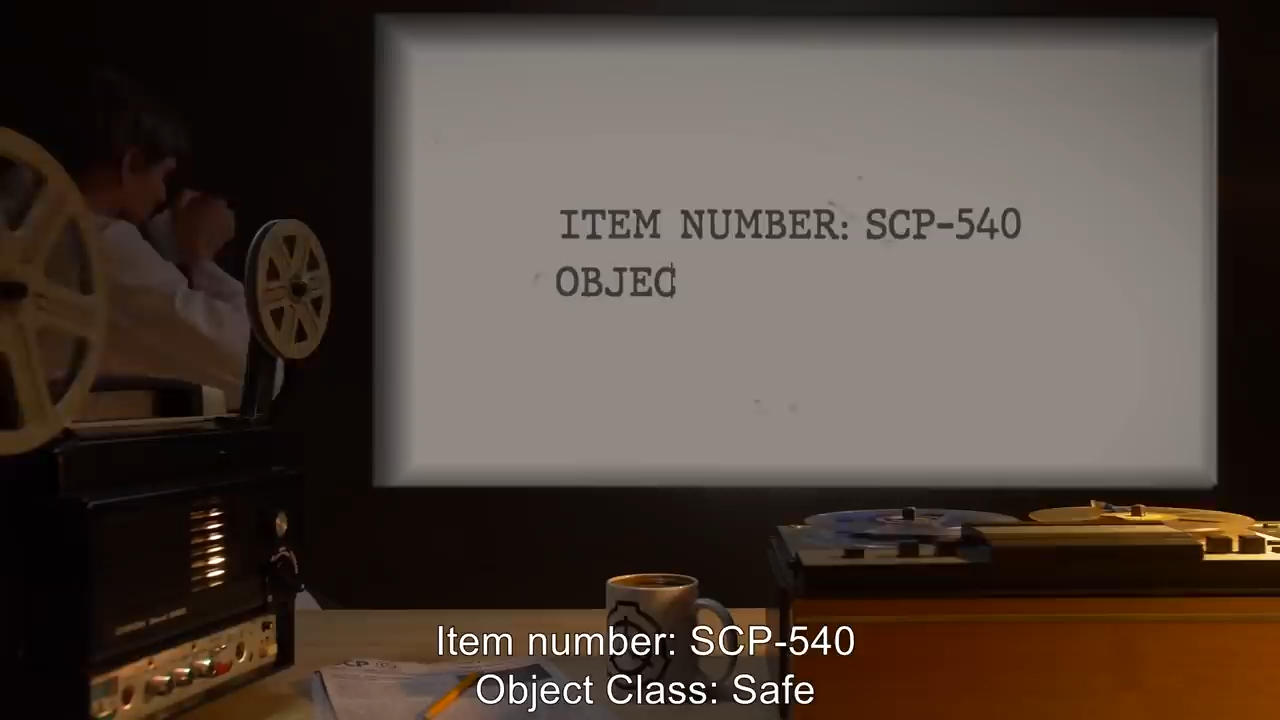 ITEM NUMBER: SCP-540
OBJEC
Item number: SCP-540
Object Class: Safe